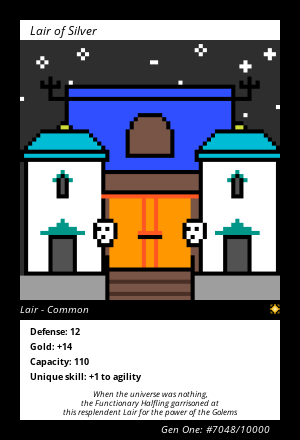 Lair of Silver
Lair - Common
Defense: 12
Gold: +14
Capacity: 110
Unique skill: +1 to agility
When the universe was nothing,
the Functionary Halfling garrisoned at
this resplendent Lair for the power of the Golems
Gen One: #7048/10000